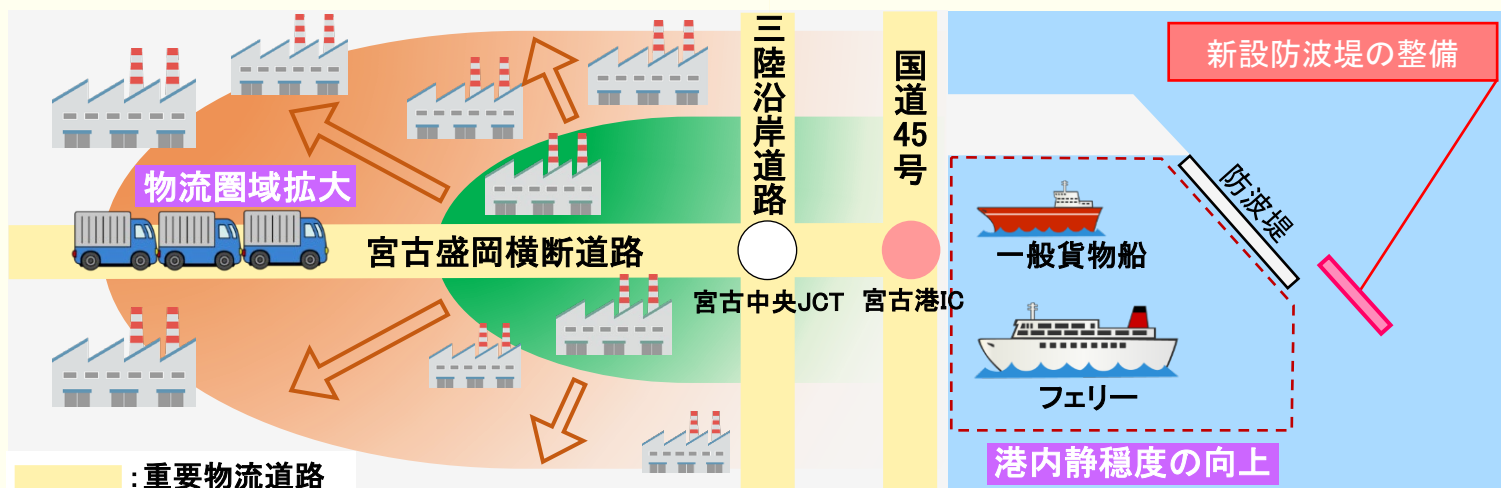 三陸沿岸道路
国道45号
新設防波堤の整備
防波堤
物流圏域拡大
宮古盛岡横断道路
一般貨物船
宮古中央JCT
宮古港IC
フェリー
港内静穏度の向上
：重要物流道路